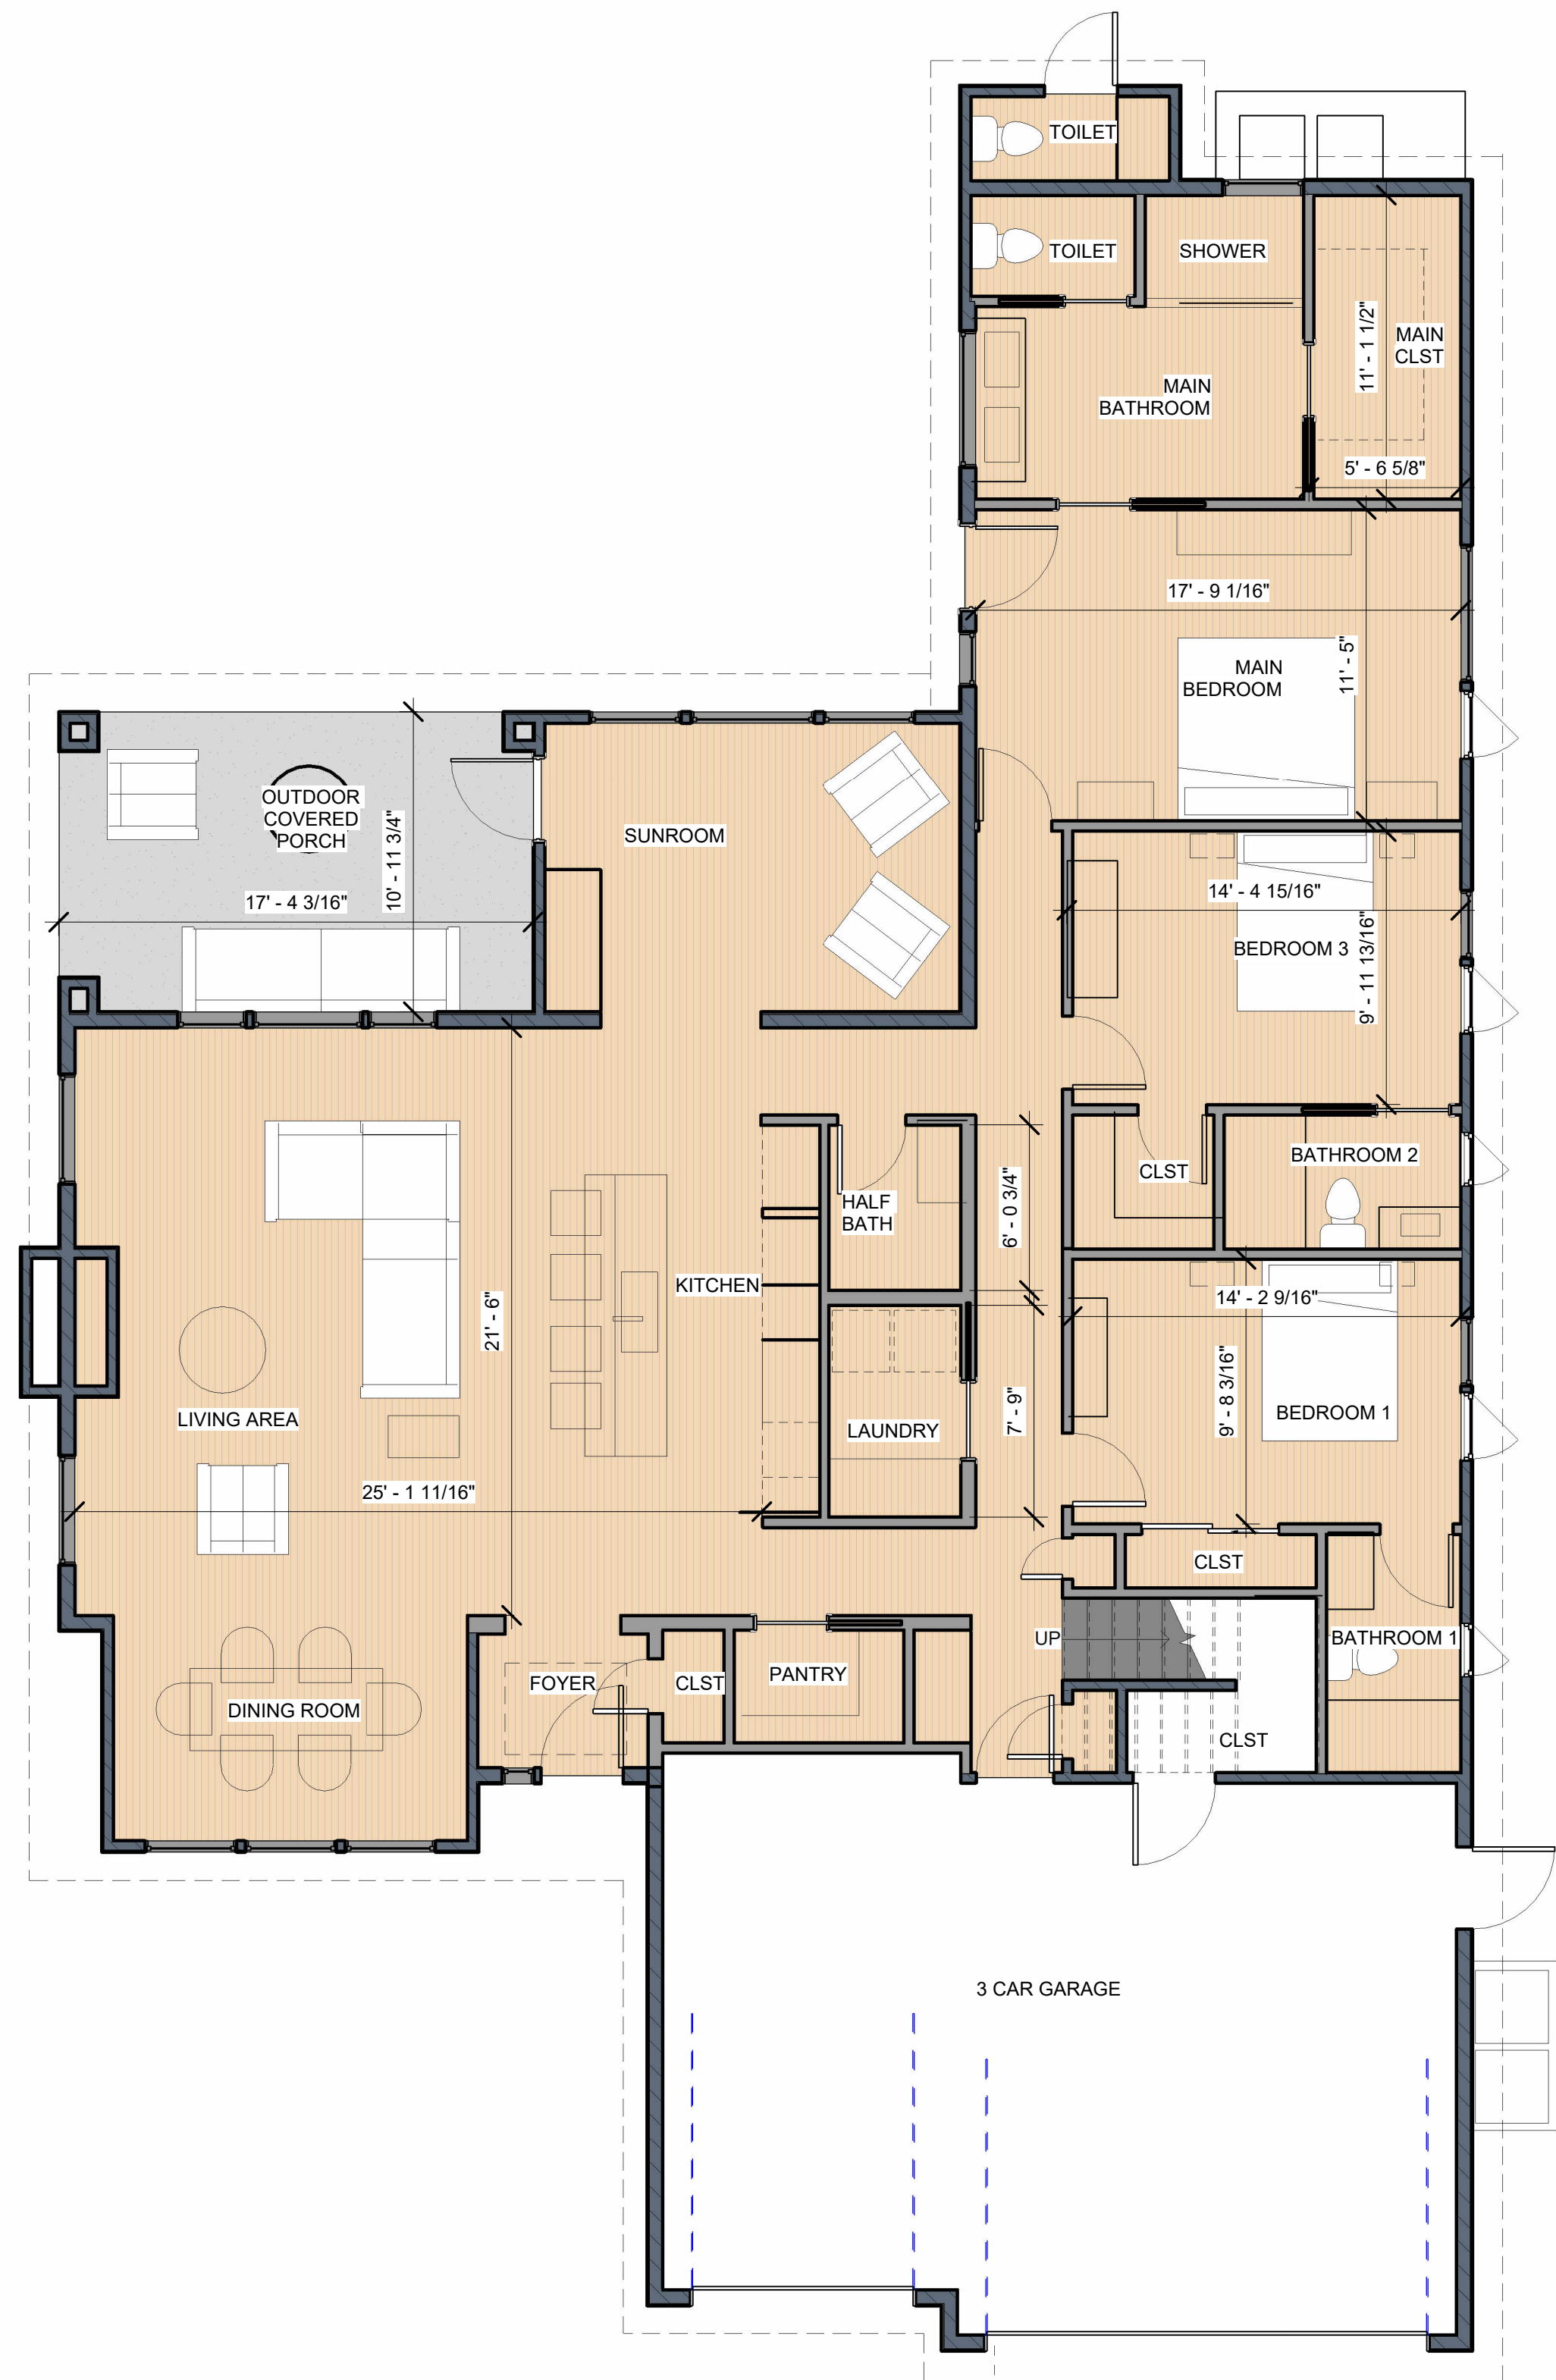 TOILET
TOILET
SHOWER
11' - 1 1/2"
MAIN
CLST
MAIN
BATHROOM
5' - 6 5/8"
17' - 9 1/16"
11' - 5"
MAIN
BEDROOM
OUTDOOR
COVERED
PORCH
10' - 11 3/4"
17' - 4 3/16"
SUNROOM
14' - 4 15/16"
BEDROOM 3
9' - 11 13/16"
BATHROOM 2
CLST
HALF
BATH
6' - 0 3/4"
KITCHEN
14' - 2 9/16"
21' - 6"
9' - 8 3/16"
LIVING AREA
BEDROOM 1
7' - 9"
LAUNDRY
25' - 1 11/16"
CLST
UP
BATHROOM 1
PANTRY
FOYER
CLST
DINING ROOM
CLST
3 CAR GARAGE